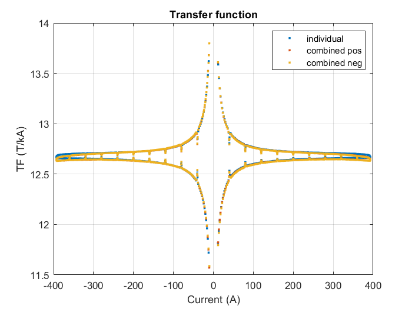 Transfer function
14
13.5
13
12.5
12
11.5
TF (T/kA)
individual
combined pos
combined neg
-400 -300 -200 -100 0 100 200 300 400
Current (A)